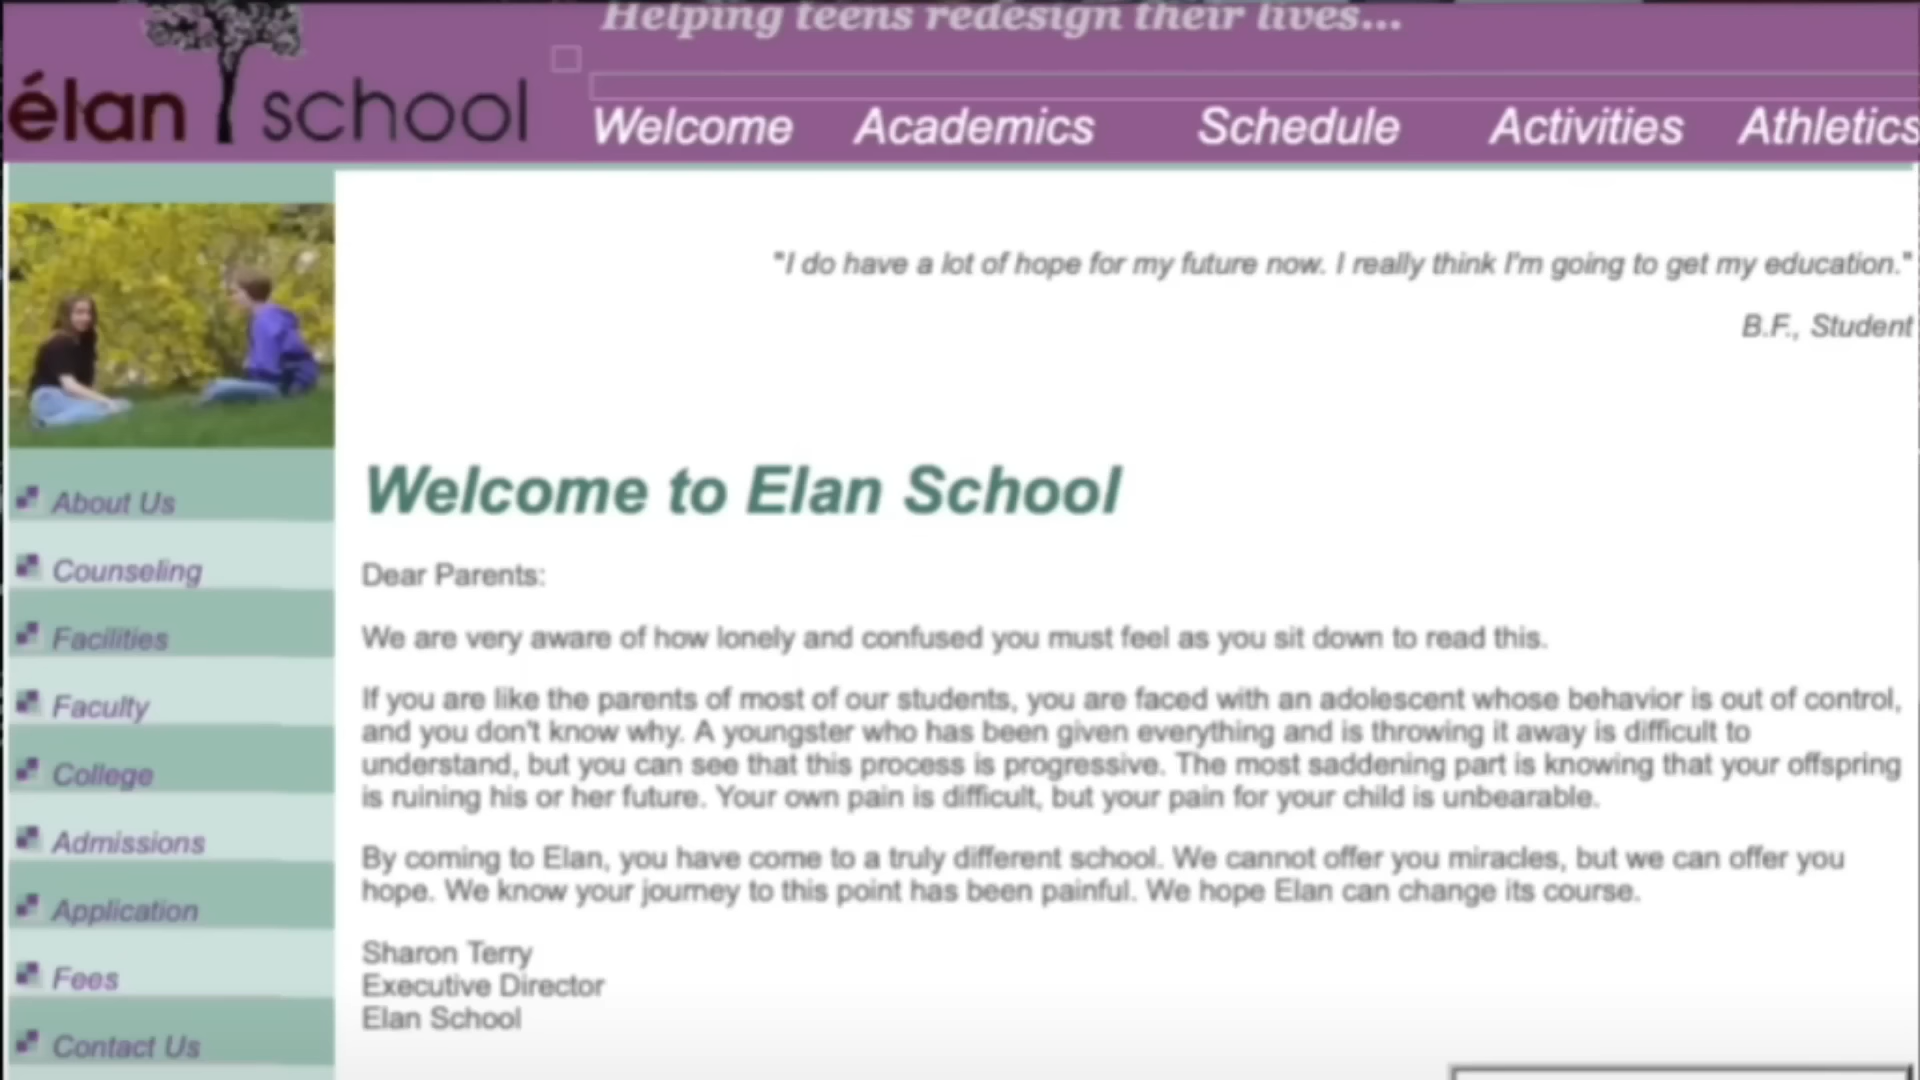 Helping teens redesign their lives...
élan school
Welcome Academics Schedule Activities Athletics
"I do have a lot of hope for my future now. I really think I'm going to get my education."
B.F., Student
About Us
Counseling
Facilities
Faculty
College
Admissions
Application
Fees
Contact Us
Welcome to Elan School
Dear Parents:
We are very aware of how lonely and confused you must feel as you sit down to read this.
If you are like the parents of most of our students, you are faced with an adolescent whose behavior is out of control,
and you don't know why. A youngster who has been given everything and is throwing it away is difficult to
understand, but you can see that this process is progressive. The most saddening part is knowing that your offspring
is ruining his or her future. Your own pain is difficult, but your pain for your child is unbearable.
By coming to Elan, you have come to a truly different school. We cannot offer you miracles, but we can offer you
hope. We know your journey to this point has been painful. We hope Elan can change its course.
Sharon Terry
Executive Director
Elan School